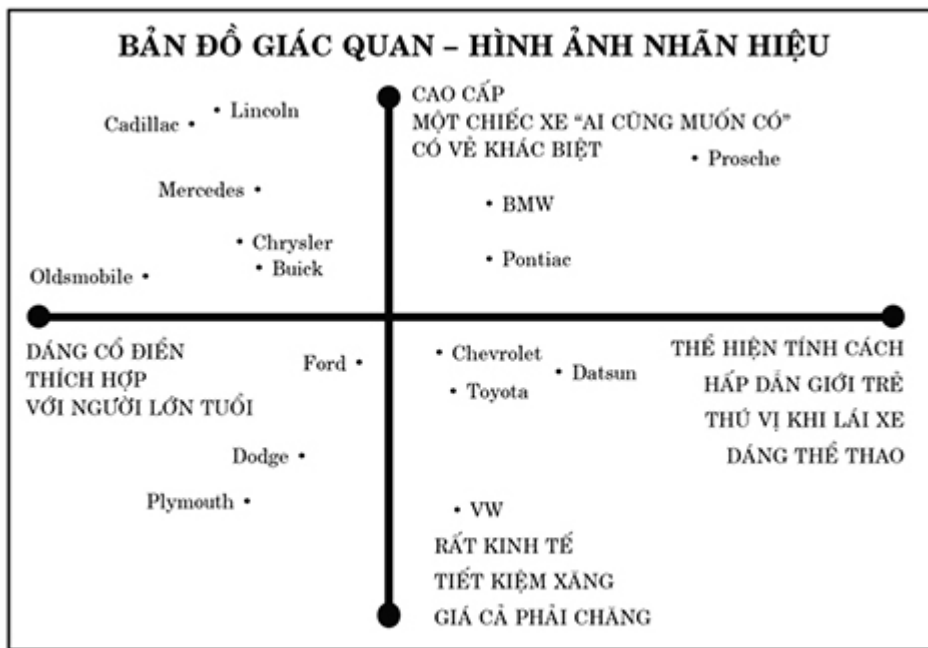 BẢN ĐỒ GIÁC QUAN – HÌNH ẢNH NHÃN HIỆU
CAO CẤP
MỘT CHIẾC XE “AI CŨNG MUỐN CÓ”
CÓ VẺ KHÁC BIỆT
Lincoln
Cadillac
Prosche
Mercedes
BMW
Chrysler
Pontiac
Buick
Oldsmobile
DÁNG CỔ ĐIỂN
THÍCH HỢP
VỚI NGƯỜI LỚN TUỔI
Ford
Chevrolet
Datsun
Toyota
THỂ HIỆN TÍNH CÁCH
HẤP DẪN GIỚI TRẺ
THÚ VỊ KHI LÁI XE
DÁNG THỂ THAO
Dodge
Plymouth
VW
RẤT KINH TẾ
TIẾT KIỆM XĂNG
GIÁ CẢ PHẢI CHĂNG